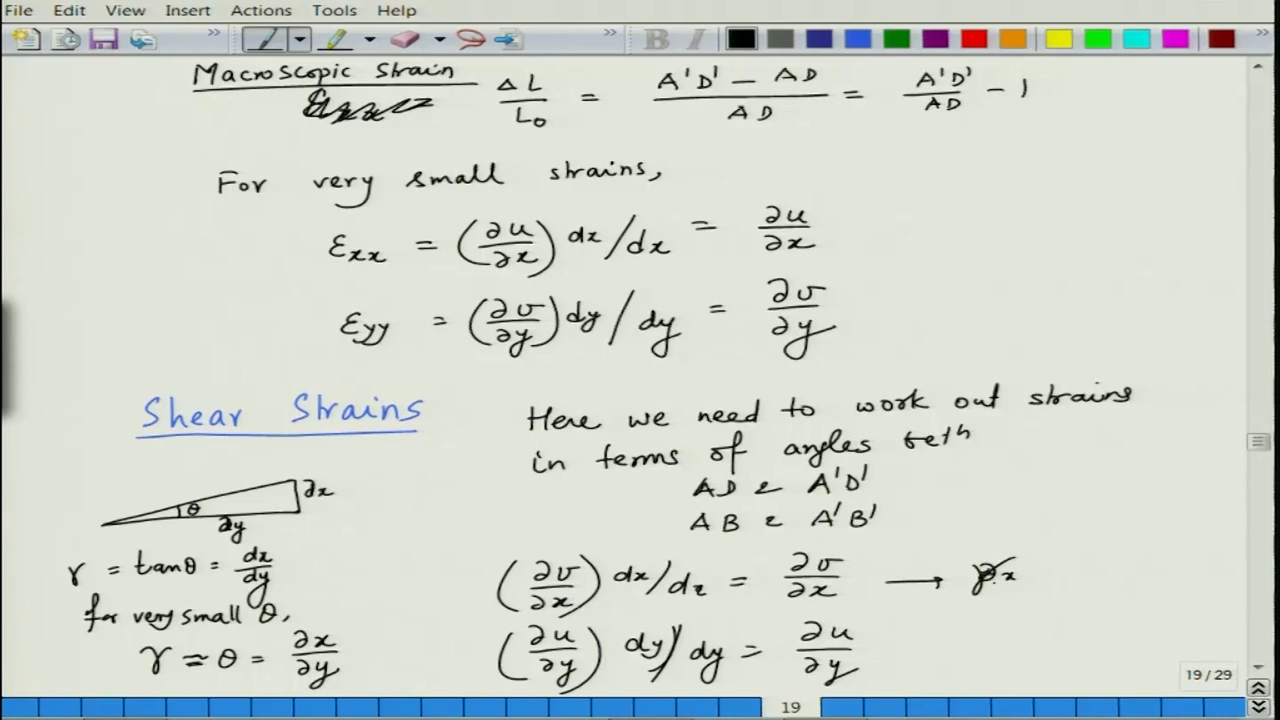 File Edit View Insert Actions Tools Help
Macroscopic Strain ΔL/L₀ = (A'D' − AD)/AD = A'D'/AD − 1
For very small strains,
εxx = (∂u/∂x) dx/dx = ∂u/∂x
εyy = (∂v/∂y) dy/dy = ∂v/∂y
Shear Strains
Here we need to work out strains
in terms of angles betⁿ
AD & A'D'
AB & A'B'
θ ∂x
∂y
γ = tanθ = dx/dy
for very small θ,
γ ≈ θ = ∂x/∂y
(∂v/∂x) dx/dx = ∂v/∂x →
(∂u/∂y) dy/dy = ∂u/∂y
19 / 29
19